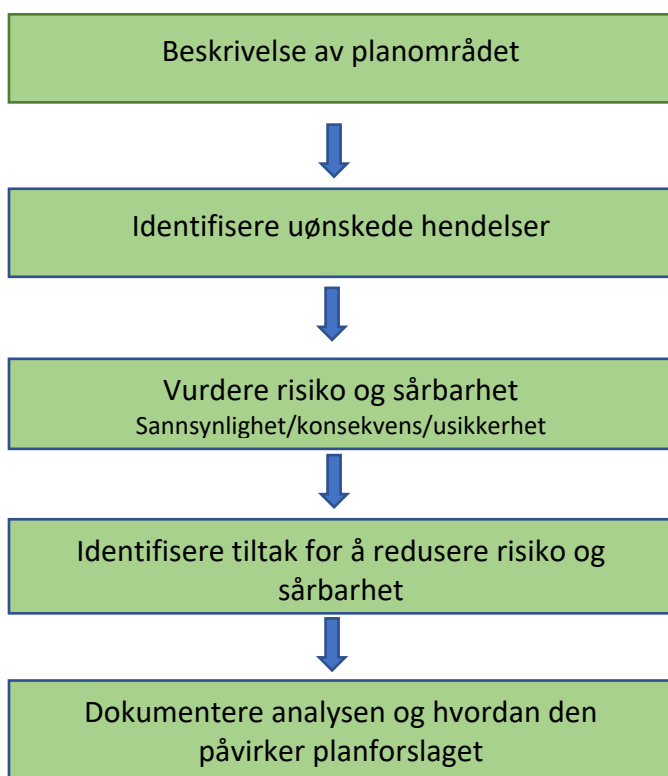 Beskrivelse av planområdet
Identifisere uønskede hendelser
Vurdere risiko og sårbarhet
Sannsynlighet/konsekvens/usikkerhet
Identifisere tiltak for å redusere risiko og
sårbarhet
Dokumentere analysen og hvordan den
påvirker planforslaget